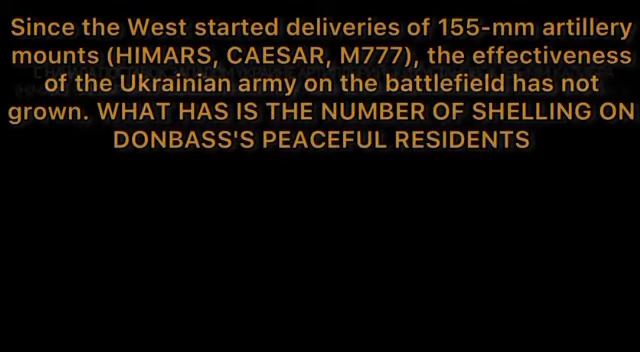 Since the West started deliveries of 155-mm artillery
mounts (HIMARS, CAESAR, M777), the effectiveness
of the Ukrainian army on the battlefield has not
grown. WHAT HAS IS THE NUMBER OF SHELLING ON
DONBASS'S PEACEFUL RESIDENTS